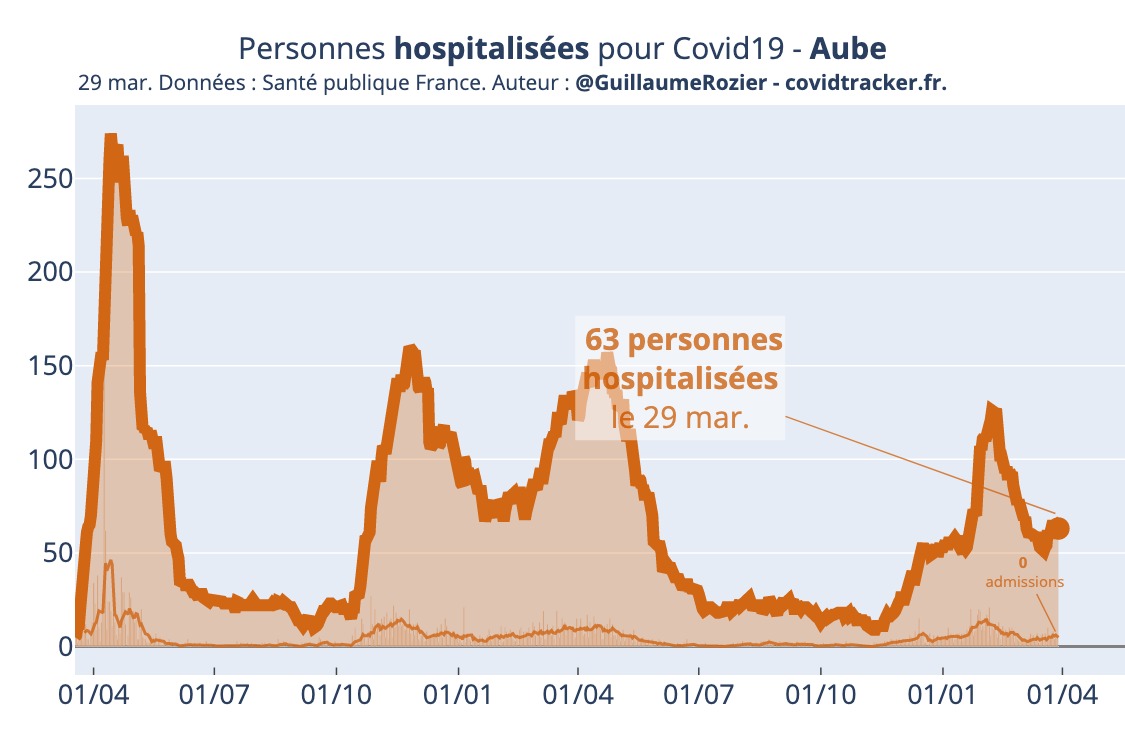 Personnes hospitalisées pour Covid19 - Aube
29 mar. Données : Santé publique France. Auteur : @GuillaumeRozier - covidtracker.fr.
250
200
150
100
50
0
63 personnes
hospitalisées
le 29 mar.
0
admissions
01/04 01/07 01/10 01/01 01/04 01/07 01/10 01/01 01/04